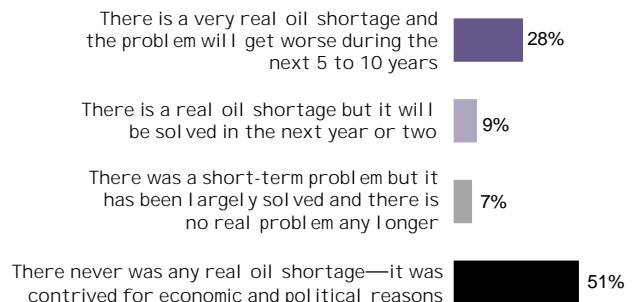 There is a very real oil shortage and
the problem will get worse during the
next 5 to 10 years
28%
There is a real oil shortage but it will
be solved in the next year or two
9%
There was a short-term problem but it
has been largely solved and there is
no real problem any longer
7%
There never was any real oil shortage—it was
contrived for economic and political reasons
51%